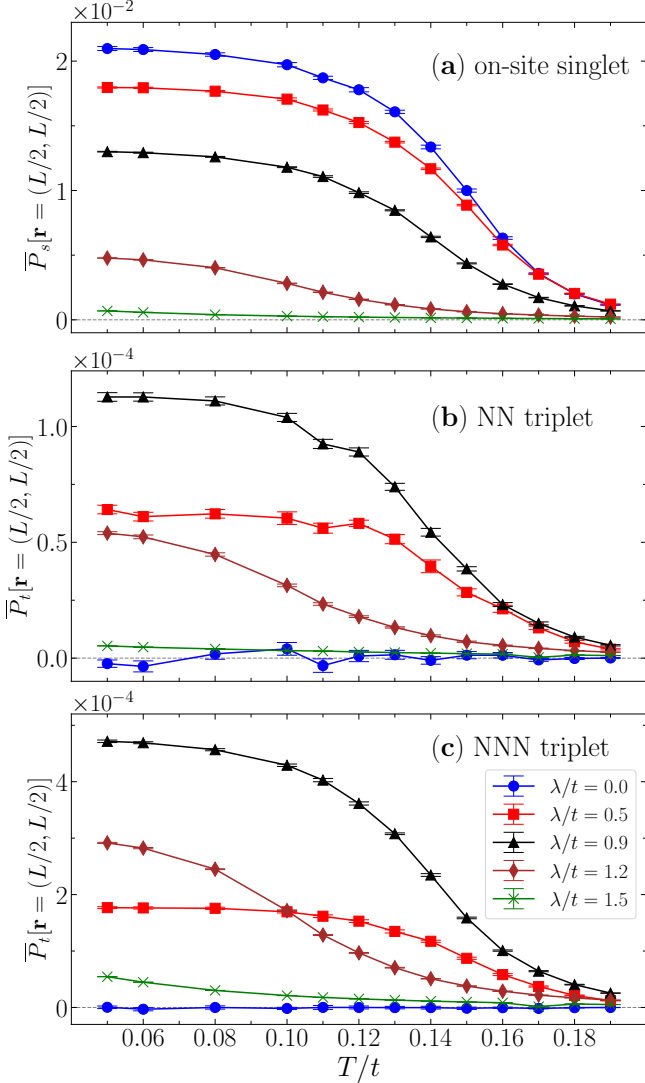 ×10⁻²
(a) on-site singlet
P̅ₛ[r = (L/2, L/2)]
2
1
0
×10⁻⁴
(b) NN triplet
P̅ₜ[r = (L/2, L/2)]
1.0
0.5
0.0
×10⁻⁴
(c) NNN triplet
P̅ₜ[r = (L/2, L/2)]
4
2
0
λ/t = 0.0
λ/t = 0.5
λ/t = 0.9
λ/t = 1.2
λ/t = 1.5
0.06 0.08 0.10 0.12 0.14 0.16 0.18
T/t